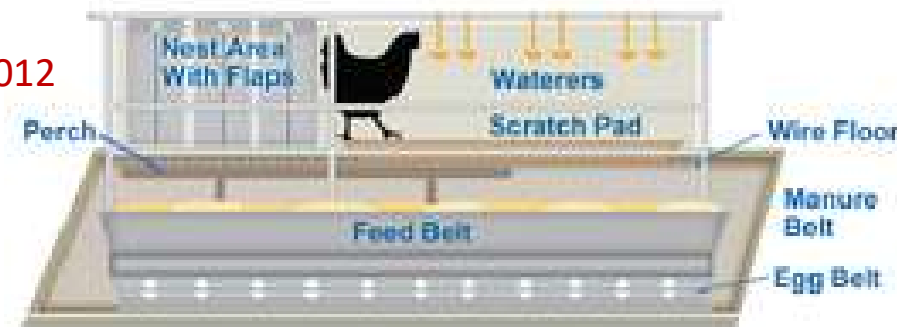 Nest Area
With Flaps
012
Waterers
Perch
Scratch Pad
Wire Floor
Manure
Belt
Feed Belt
Egg Belt